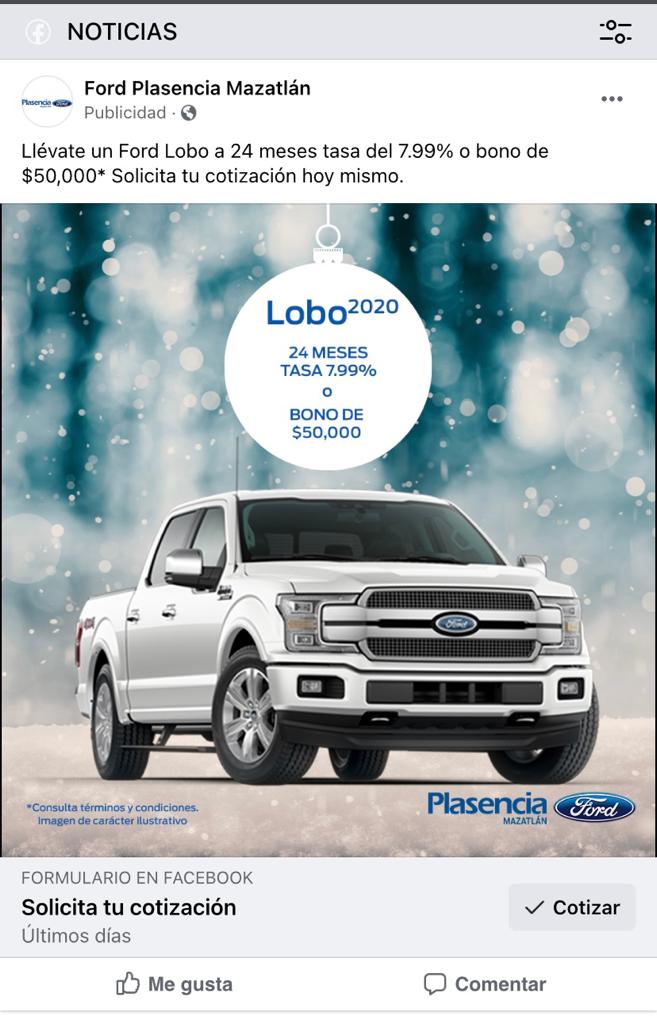 NOTICIAS
Ford Plasencia Mazatlán
Publicidad ·
Llévate un Ford Lobo a 24 meses tasa del 7.99% o bono de
$50,000* Solicita tu cotización hoy mismo.
Lobo2020
24 MESES
TASA 7.99%
o
BONO DE
$50,000
Ford
*Consulta términos y condiciones.
Imagen de carácter ilustrativo
Plasencia Ford
MAZATLÁN
FORMULARIO EN FACEBOOK
Solicita tu cotización
Cotizar
Últimos días
Me gusta Comentar